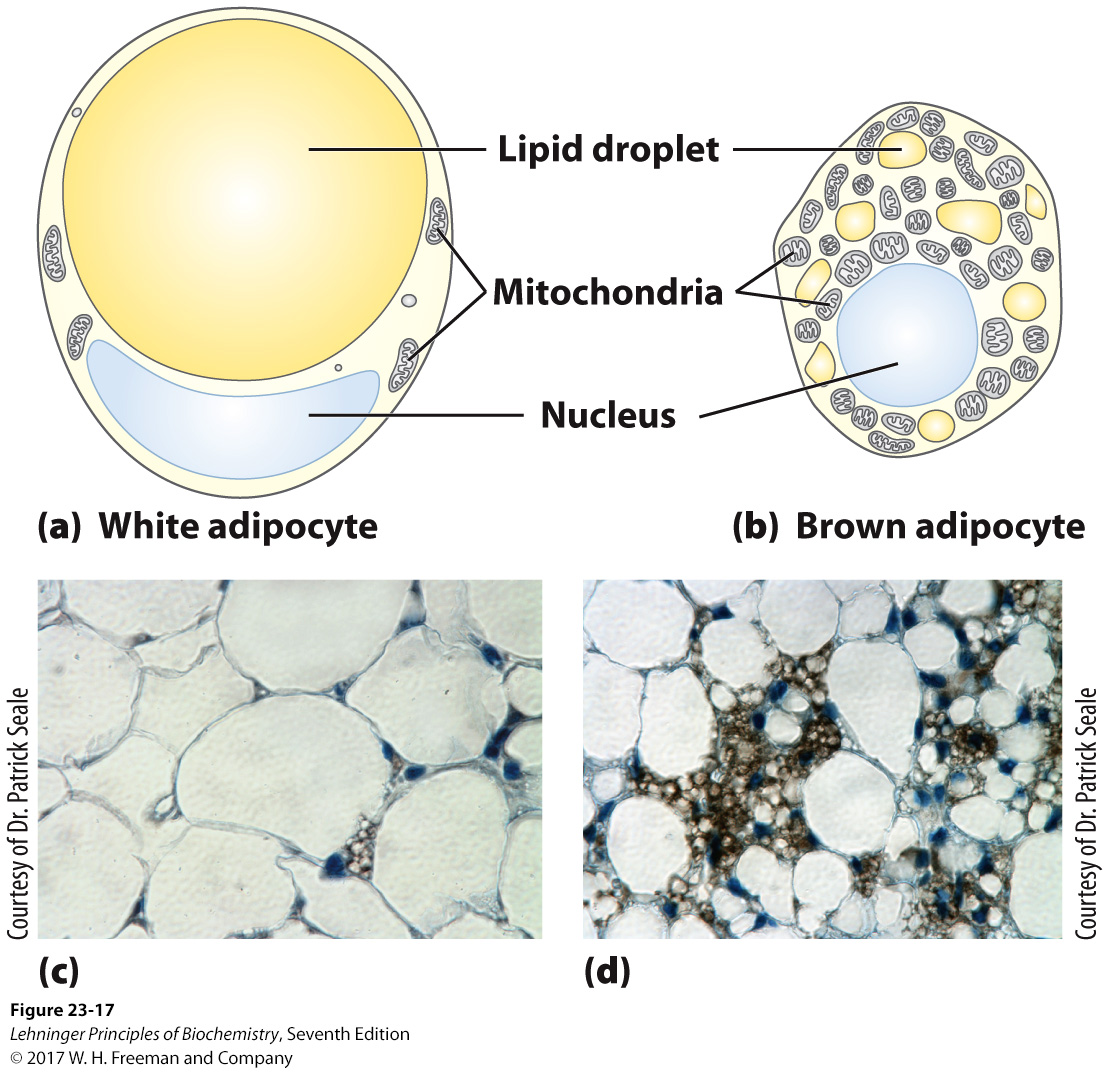 Lipid droplet
Mitochondria
Nucleus
(a) White adipocyte
(b) Brown adipocyte
Courtesy of Dr. Patrick Seale
Courtesy of Dr. Patrick Seale
(c)
(d)
Figure 23-17
Lehninger Principles of Biochemistry, Seventh Edition
© 2017 W. H. Freeman and Company